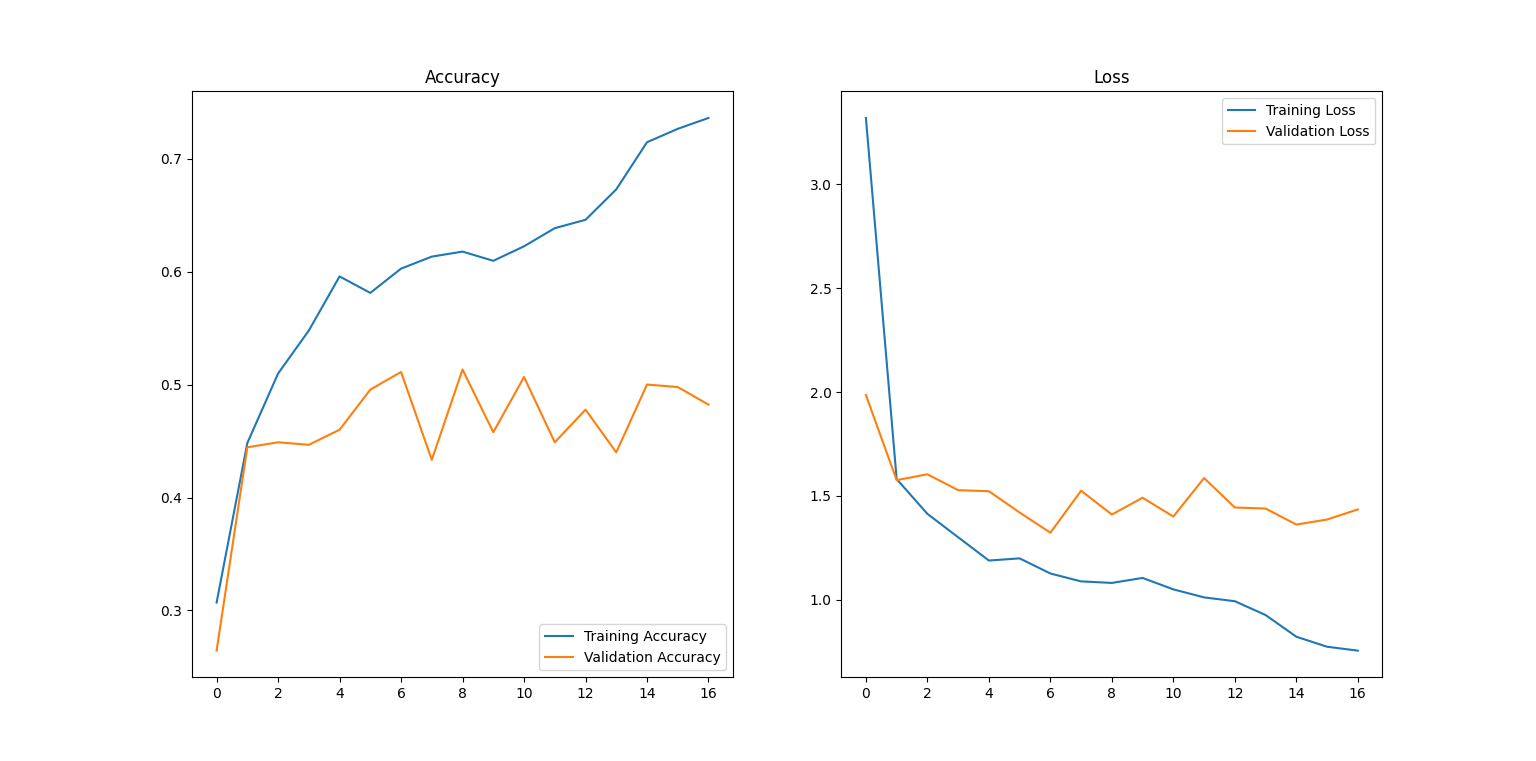 Accuracy
0.7
0.6
0.5
0.4
0.3
Training Accuracy
Validation Accuracy
0 2 4 6 8 10 12 14 16
Loss
Training Loss
Validation Loss
3.0
2.5
2.0
1.5
1.0
0 2 4 6 8 10 12 14 16